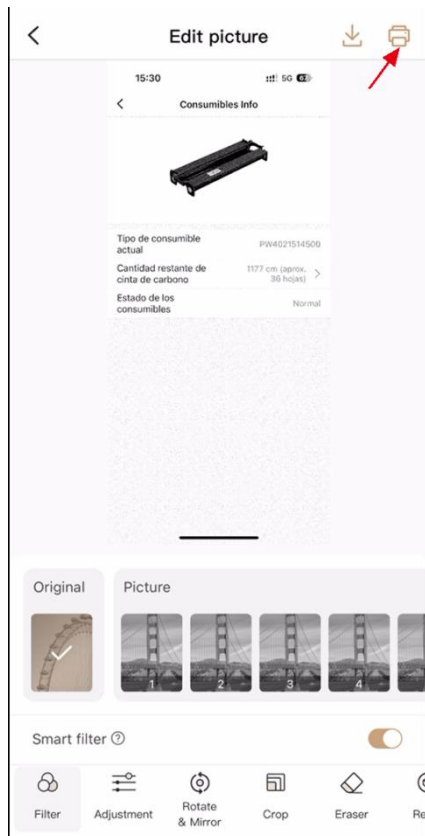 Edit picture
15:30
5G 62
Consumibles Info
Tipo de consumible
actual
PW4021514500
Cantidad restante de
cinta de carbono
1177 cm (aprox.
36 hojas)
Estado de los
consumibles
Normal
Original
Picture
1
2
3
4
Smart filter
Filter
Adjustment
Rotate
& Mirror
Crop
Eraser
Re